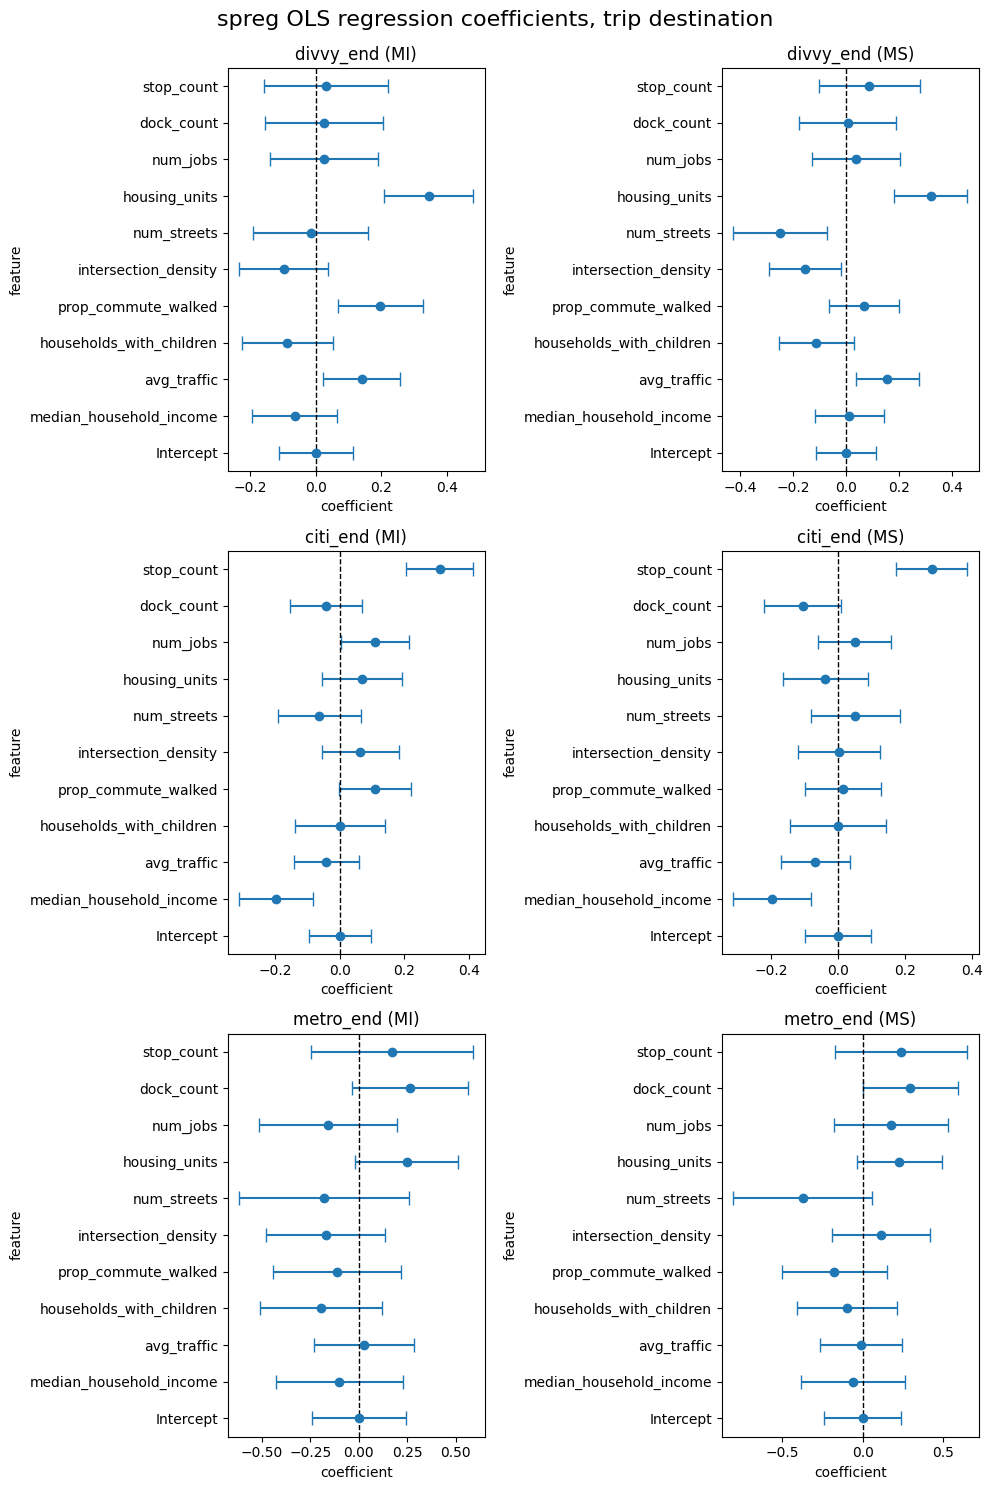 spreg OLS regression coefficients, trip destination
divvy_end (MI)
stop_count
dock_count
num_jobs
housing_units
num_streets
intersection_density
prop_commute_walked
households_with_children
avg_traffic
median_household_income
Intercept
feature
−0.2 0.0 0.2 0.4
coefficient
divvy_end (MS)
stop_count
dock_count
num_jobs
housing_units
num_streets
intersection_density
prop_commute_walked
households_with_children
avg_traffic
median_household_income
Intercept
feature
−0.4 −0.2 0.0 0.2 0.4
coefficient
citi_end (MI)
stop_count
dock_count
num_jobs
housing_units
num_streets
intersection_density
prop_commute_walked
households_with_children
avg_traffic
median_household_income
Intercept
feature
−0.2 0.0 0.2 0.4
coefficient
citi_end (MS)
stop_count
dock_count
num_jobs
housing_units
num_streets
intersection_density
prop_commute_walked
households_with_children
avg_traffic
median_household_income
Intercept
feature
−0.2 0.0 0.2 0.4
coefficient
metro_end (MI)
stop_count
dock_count
num_jobs
housing_units
num_streets
intersection_density
prop_commute_walked
households_with_children
avg_traffic
median_household_income
Intercept
feature
−0.50 −0.25 0.00 0.25 0.50
coefficient
metro_end (MS)
stop_count
dock_count
num_jobs
housing_units
num_streets
intersection_density
prop_commute_walked
households_with_children
avg_traffic
median_household_income
Intercept
feature
−0.5 0.0 0.5
coefficient